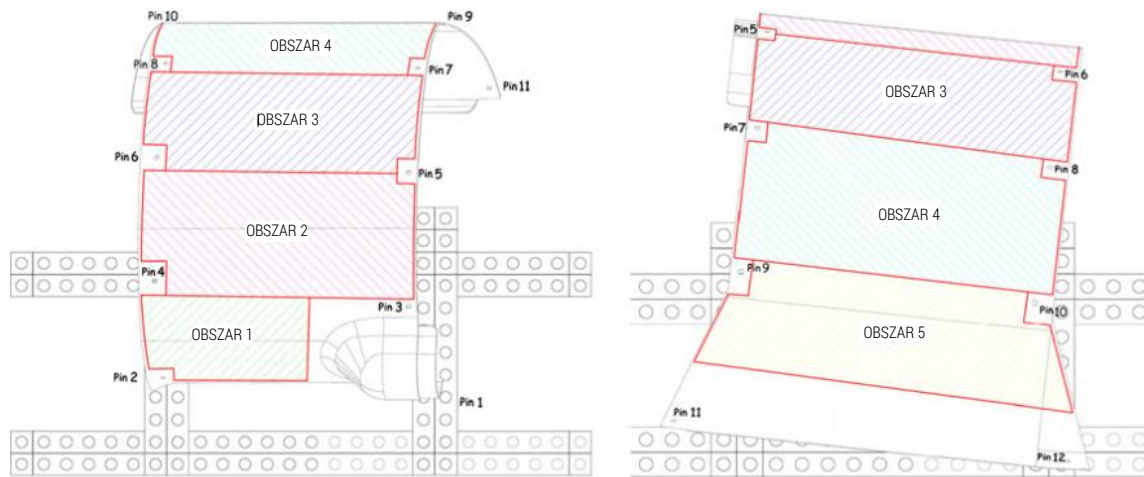 Pin 10
Pin 9
OBSZAR 4
Pin 8
Pin 7
Pin 11
OBSZAR 3
Pin 6
Pin 5
OBSZAR 2
Pin 4
Pin 3
OBSZAR 1
Pin 2
Pin 1
Pin 5
Pin 6
OBSZAR 3
Pin 7
Pin 8
OBSZAR 4
Pin 9
Pin 10
OBSZAR 5
Pin 11
Pin 12